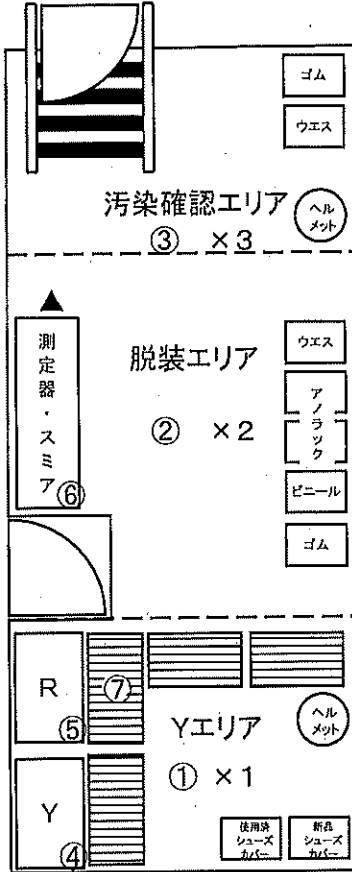 ゴム
ウエス
汚染確認エリア
ヘル
メット
③ ×3
▲
測定器・スミア
⑥
脱装エリア
② ×2
ウエス
アノラック
ビニール
ゴム
R
⑤
⑦
Yエリア
ヘル
メット
① ×1
Y
④
使用済
シューズ
カバー
新品
シューズ
カバー